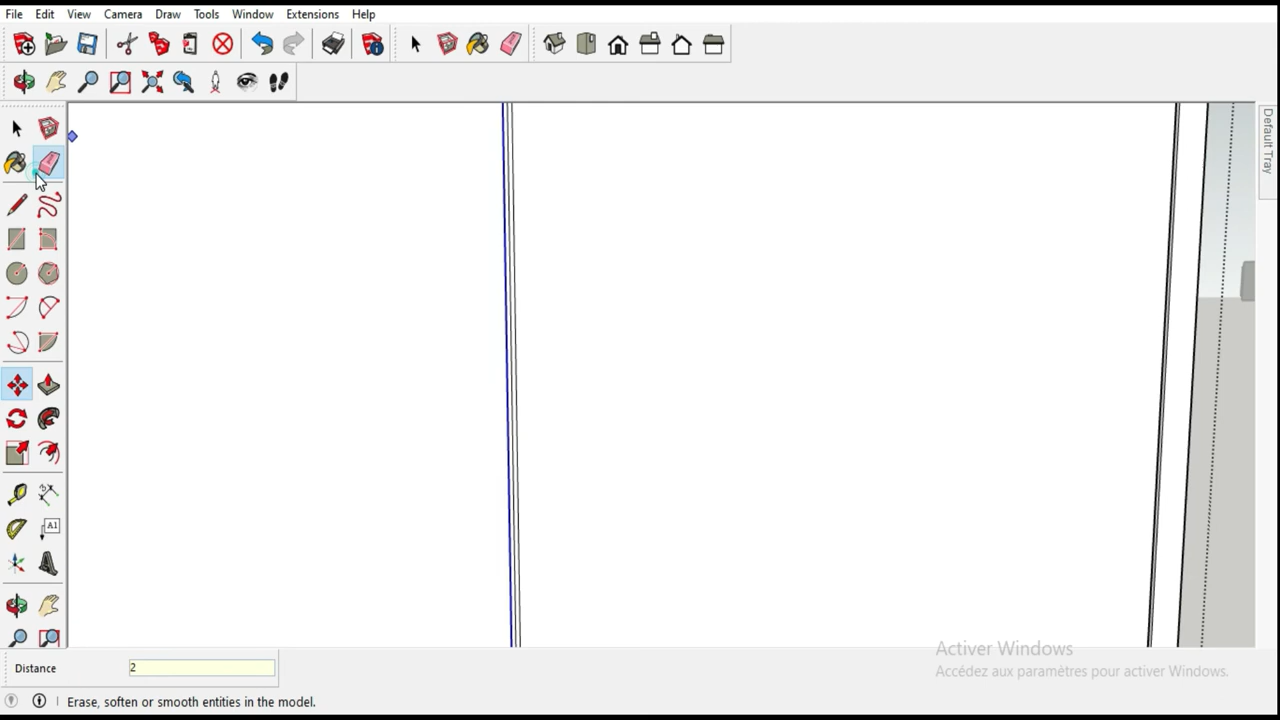 File Edit View Camera Draw Tools Window Extensions Help
Default Tray
A1
Activer Windows
Accédez aux paramètres pour activer Windows.
Distance 2
Erase, soften or smooth entities in the model.